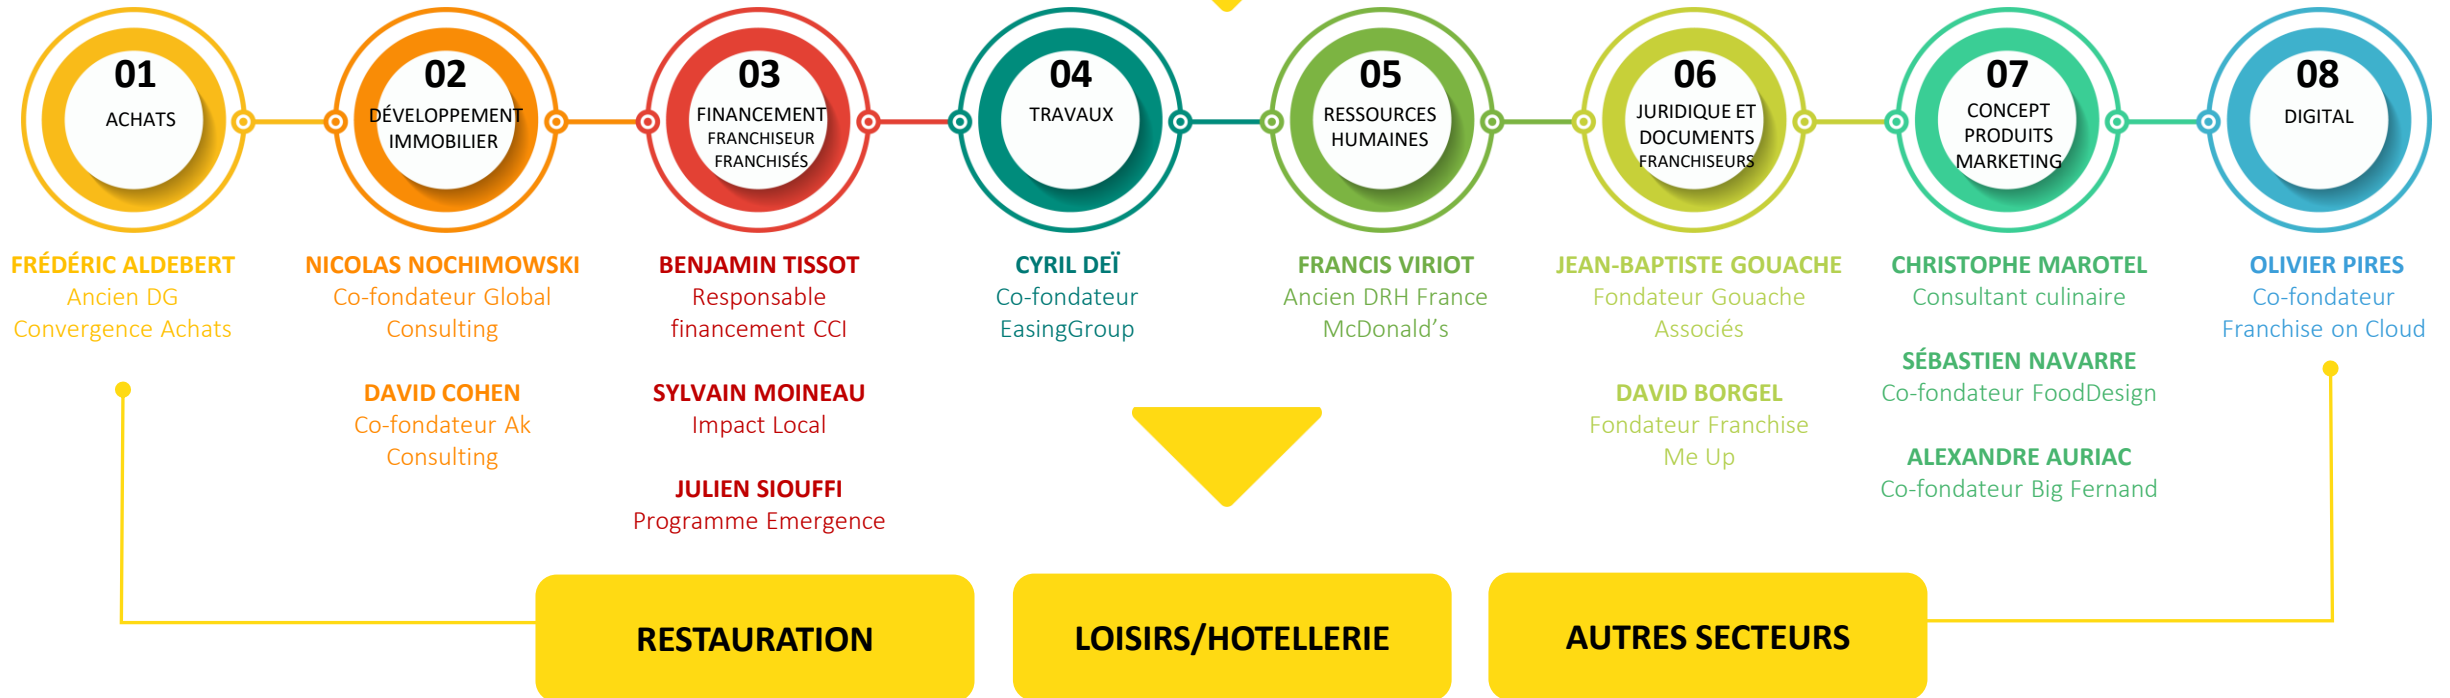 01
ACHATS
FRÉDÉRIC ALDEBERT
Ancien DG
Convergence Achats
02
DÉVELOPPEMENT
IMMOBILIER
NICOLAS NOCHIMOWSKI
Co-fondateur Global
Consulting
DAVID COHEN
Co-fondateur Ak
Consulting
03
FINANCEMENT
FRANCHISEUR
FRANCHISÉS
BENJAMIN TISSOT
Responsable
financement CCI
SYLVAIN MOINEAU
Impact Local
JULIEN SIOUFFI
Programme Emergence
04
TRAVAUX
CYRIL DEÏ
Co-fondateur
EasingGroup
05
RESSOURCES
HUMAINES
FRANCIS VIRIOT
Ancien DRH France
McDonald's
06
JURIDIQUE ET
DOCUMENTS
FRANCHISEURS
JEAN-BAPTISTE GOUACHE
Fondateur Gouache
Associés
DAVID BORGEL
Fondateur Franchise
Me Up
07
CONCEPT
PRODUITS
MARKETING
CHRISTOPHE MAROTEL
Consultant culinaire
SÉBASTIEN NAVARRE
Co-fondateur FoodDesign
ALEXANDRE AURIAC
Co-fondateur Big Fernand
08
DIGITAL
OLIVIER PIRES
Co-fondateur
Franchise on Cloud
RESTAURATION
LOISIRS/HOTELLERIE
AUTRES SECTEURS